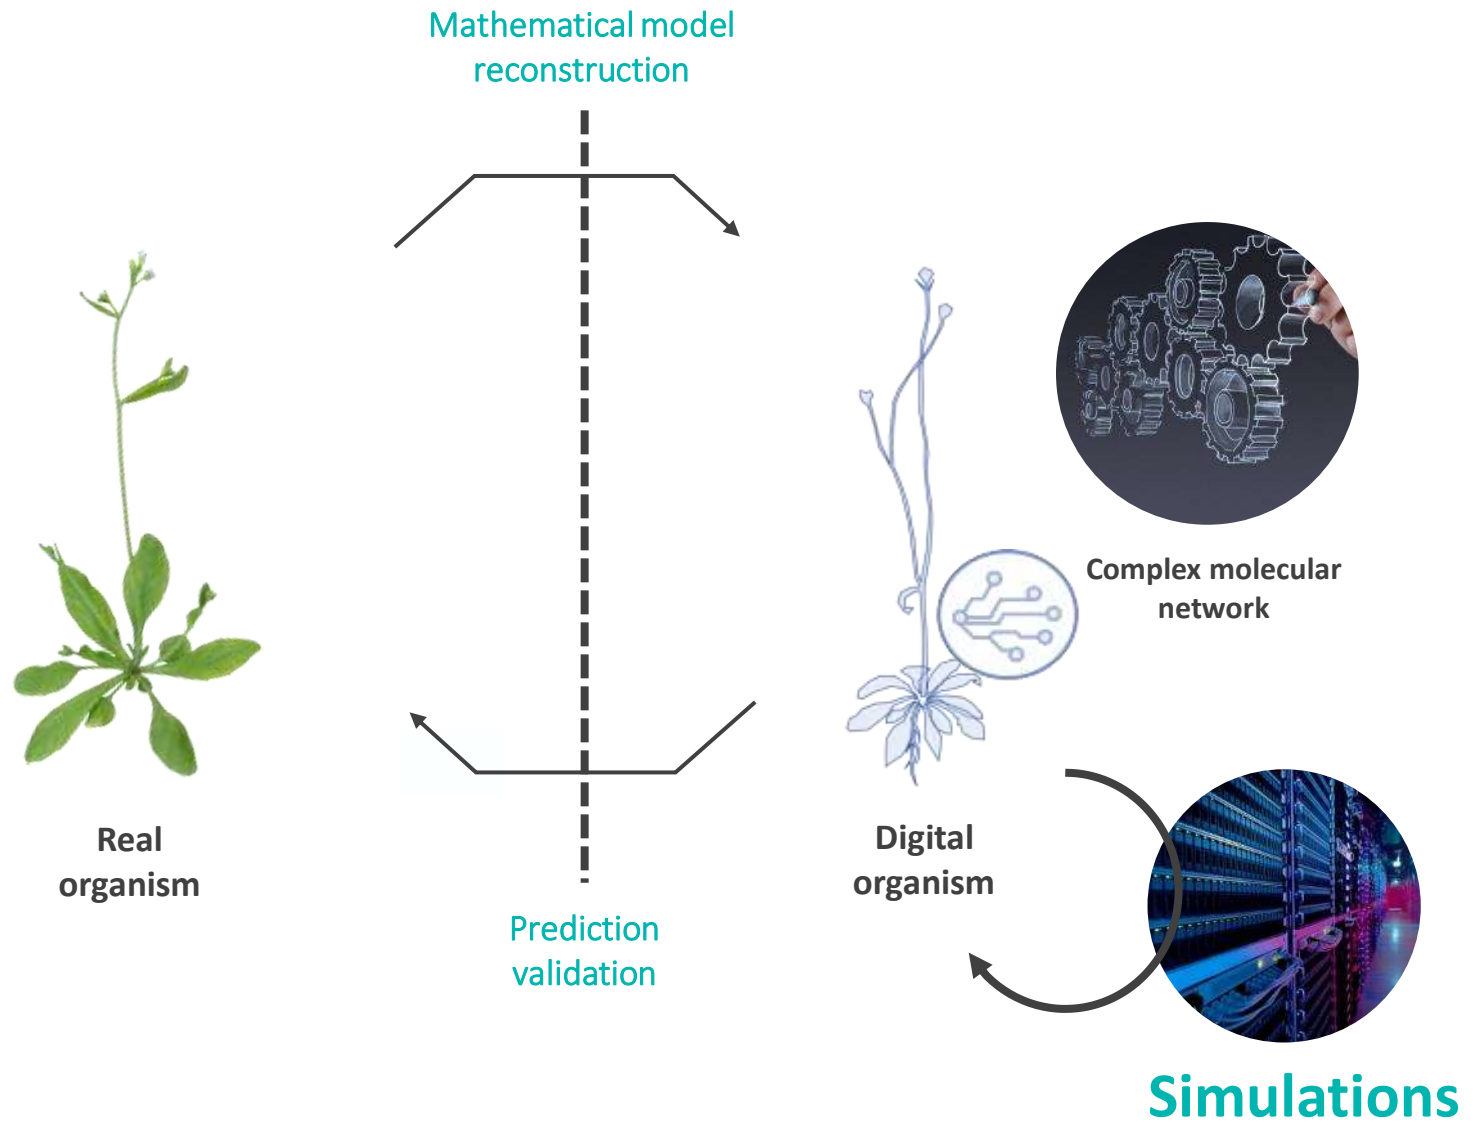 Mathematical model
reconstruction
Complex molecular
network
Real
organism
Digital
organism
Prediction
validation
Simulations